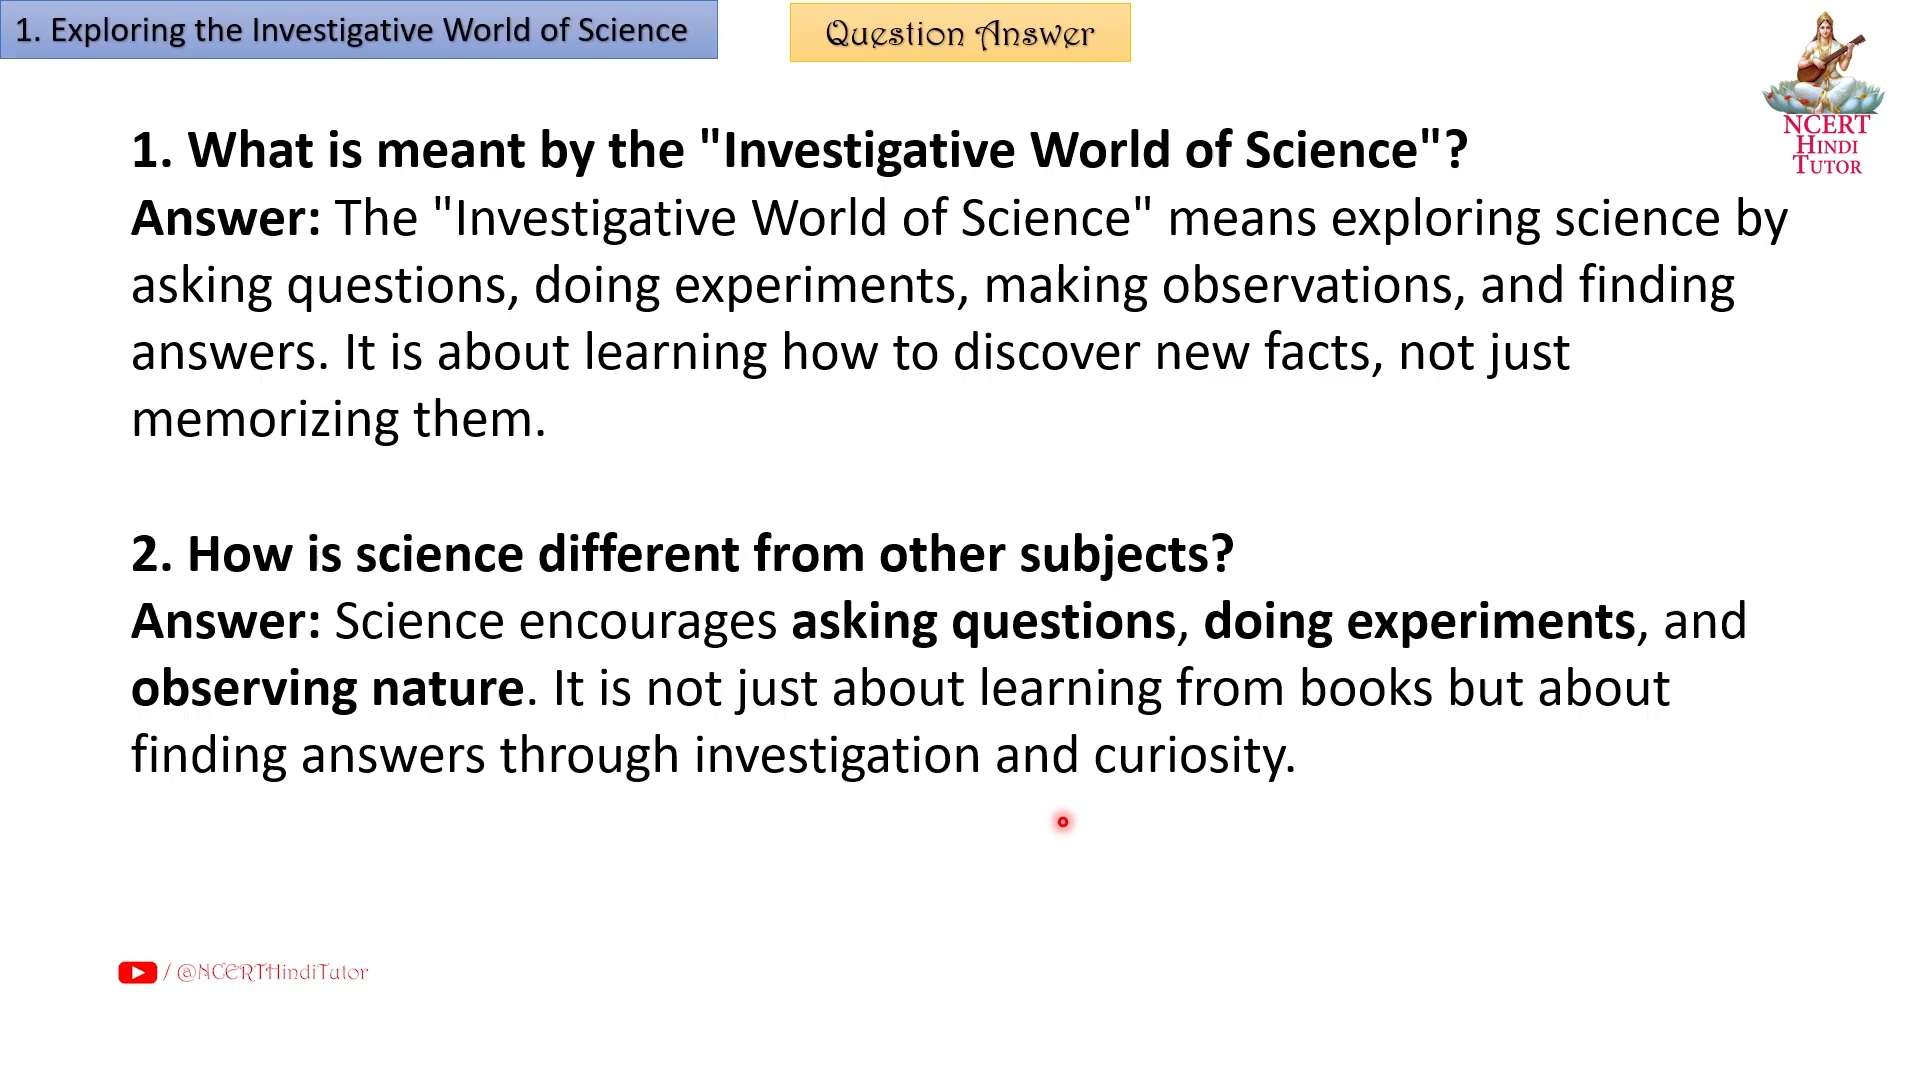 1. Exploring the Investigative World of Science
Question Answer
NCERT
HINDI
TUTOR
1. What is meant by the "Investigative World of Science"?
Answer: The "Investigative World of Science" means exploring science by
asking questions, doing experiments, making observations, and finding
answers. It is about learning how to discover new facts, not just
memorizing them.
2. How is science different from other subjects?
Answer: Science encourages asking questions, doing experiments, and
observing nature. It is not just about learning from books but about
finding answers through investigation and curiosity.
/ @NCERTHindiTutor